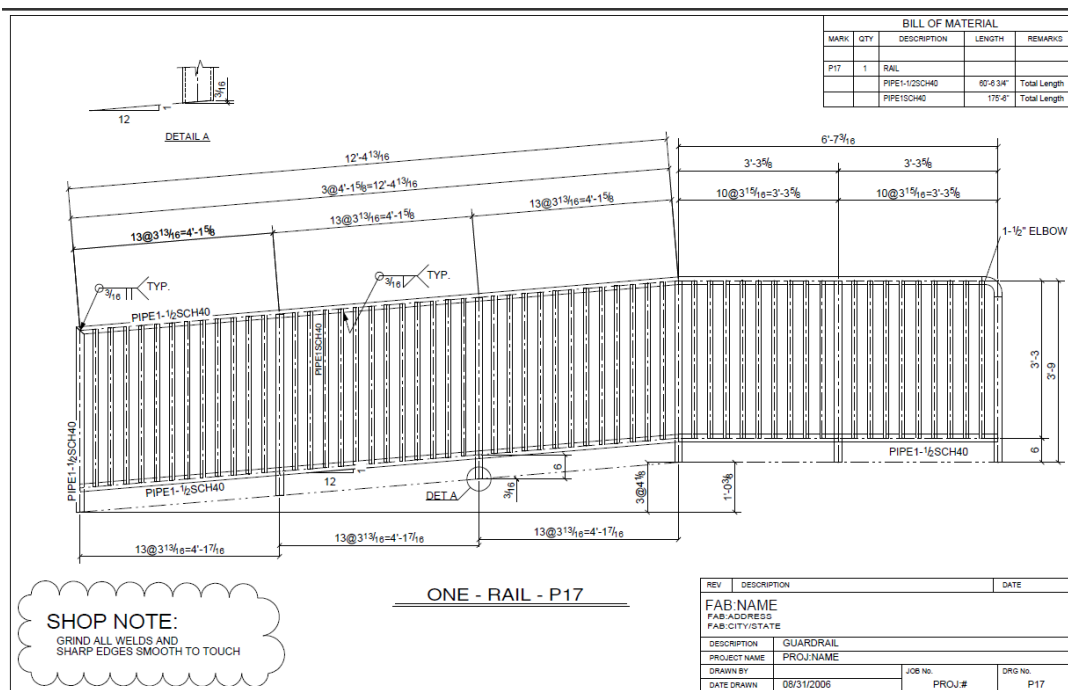 BILL OF MATERIAL
MARK QTY DESCRIPTION LENGTH REMARKS
P17 1 RAIL
PIPE1-1/2SCH40 60'-6 3/4" Total Length
PIPE1SCH40 175'-6" Total Length
3/16
1
12
DETAIL A
6'-7 3/16
12'-4 13/16
3'-3 5/8 3'-3 5/8
3@4'-1 5/8=12'-4 13/16
10@3 15/16=3'-3 5/8 10@3 15/16=3'-3 5/8
13@3 13/16=4'-1 5/8
13@3 13/16=4'-1 5/8
13@3 13/16=4'-1 5/8
1-1/2" ELBOW
3/16 TYP.
3/16 TYP.
PIPE1-1/2SCH40
PIPE1SCH40
3'-3
3'-9
PIPE1-1/2SCH40
PIPE1-1/2SCH40
6
PIPE1-1/2SCH40
12
1
6
DET A
3/16
3@4 1/8
1'-0 3/8
13@3 13/16=4'-1 7/16
13@3 13/16=4'-1 7/16
13@3 13/16=4'-1 7/16
ONE - RAIL - P17
SHOP NOTE:
GRIND ALL WELDS AND
SHARP EDGES SMOOTH TO TOUCH
REV DESCRIPTION DATE
FAB:NAME
FAB:ADDRESS
FAB:CITY/STATE
DESCRIPTION GUARDRAIL
PROJECT NAME PROJ:NAME
DRAWN BY JOB No. DRG No.
DATE DRAWN 08/31/2006 PROJ:# P17